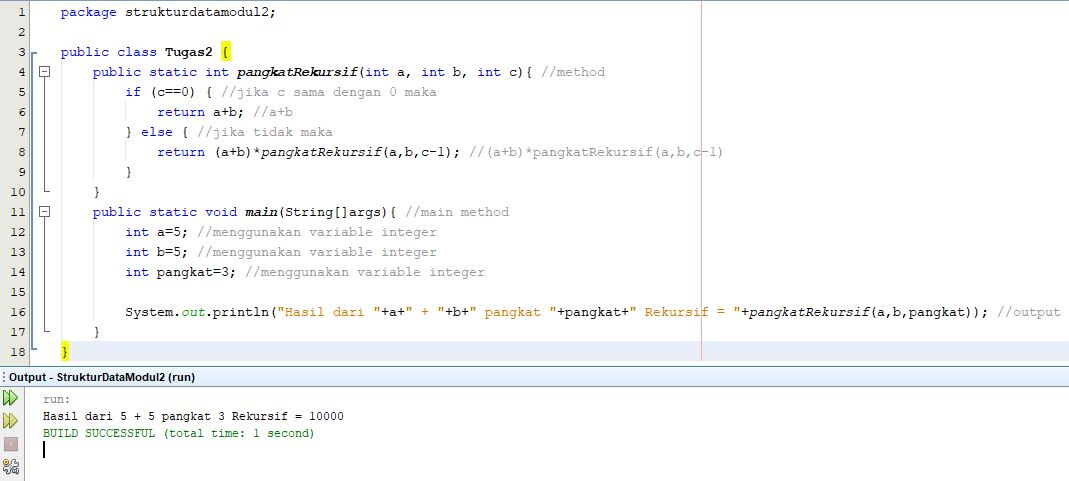 1 package strukturdatamodul2;
2
3 public class Tugas2 {
4 public static int pangkatRekursif(int a, int b, int c){ //method
5 if (c==0) { //jika c sama dengan 0 maka
6 return a+b; //a+b
7 } else { //jika tidak maka
8 return (a+b)*pangkatRekursif(a,b,c-1); //(a+b)*pangkatRekursif(a,b,c-1)
9 }
10 }
11 public static void main(String[]args){ //main method
12 int a=5; //menggunakan variable integer
13 int b=5; //menggunakan variable integer
14 int pangkat=3; //menggunakan variable integer
15
16 System.out.println("Hasil dari "+a+" + "+b+" pangkat "+pangkat+" Rekursif = "+pangkatRekursif(a,b,pangkat)); //output
17 }
18 }
Output - StrukturDataModul2 (run)
run:
Hasil dari 5 + 5 pangkat 3 Rekursif = 10000
BUILD SUCCESSFUL (total time: 1 second)